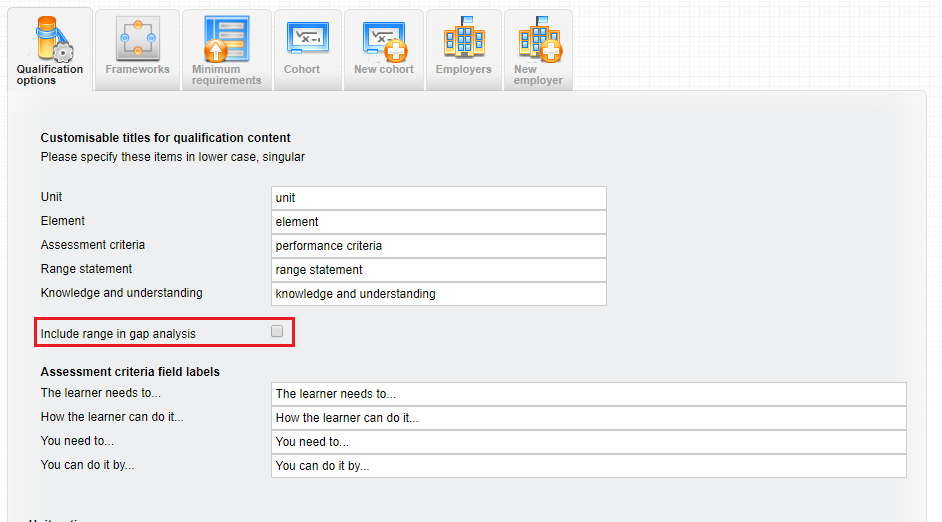 Qualification
options
Frameworks
Minimum
requirements
Cohort
New cohort
Employers
New
employer
Customisable titles for qualification content
Please specify these items in lower case, singular
Unit unit
Element element
Assessment criteria performance criteria
Range statement range statement
Knowledge and understanding knowledge and understanding
Include range in gap analysis
Assessment criteria field labels
The learner needs to... The learner needs to...
How the learner can do it... How the learner can do it...
You need to... You need to...
You can do it by... You can do it by...